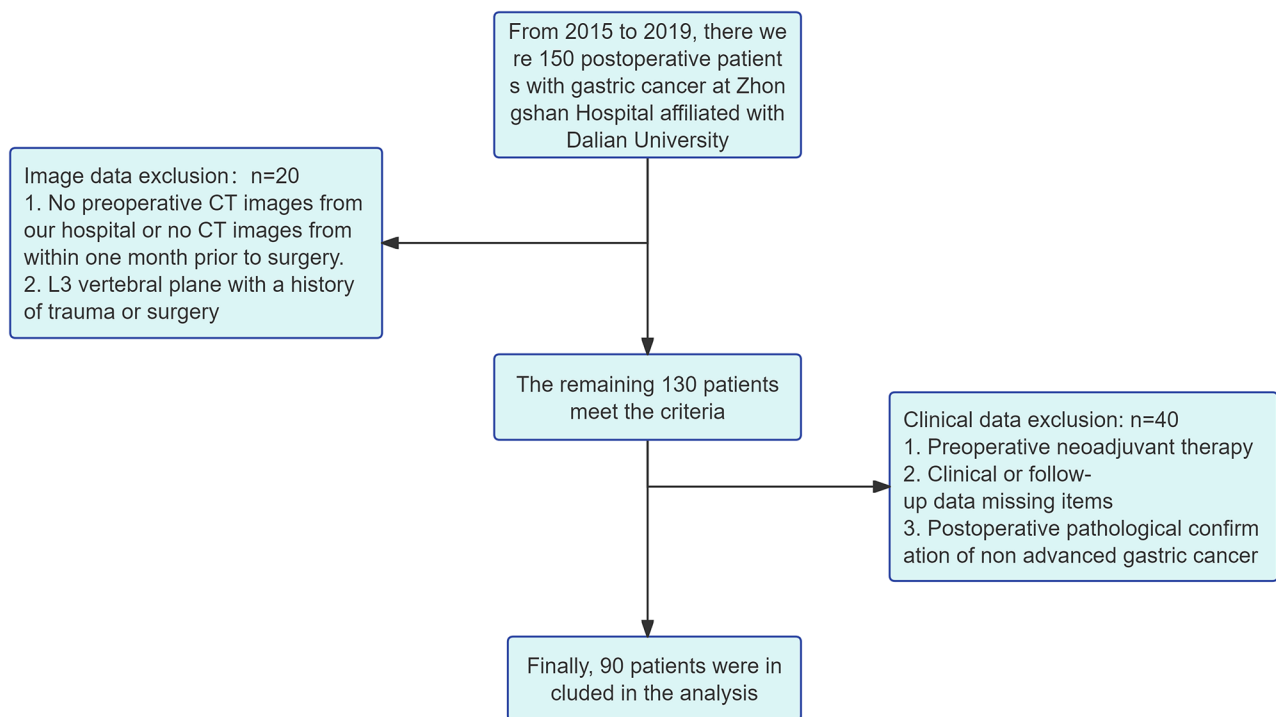 From 2015 to 2019, there we
re 150 postoperative patient
s with gastric cancer at Zhon
gshan Hospital affiliated with
Dalian University
Image data exclusion：n=20
1. No preoperative CT images from
our hospital or no CT images from
within one month prior to surgery.
2. L3 vertebral plane with a history
of trauma or surgery
The remaining 130 patients
meet the criteria
Clinical data exclusion: n=40
1. Preoperative neoadjuvant therapy
2. Clinical or follow-
up data missing items
3. Postoperative pathological confirm
ation of non advanced gastric cancer
Finally, 90 patients were in
cluded in the analysis